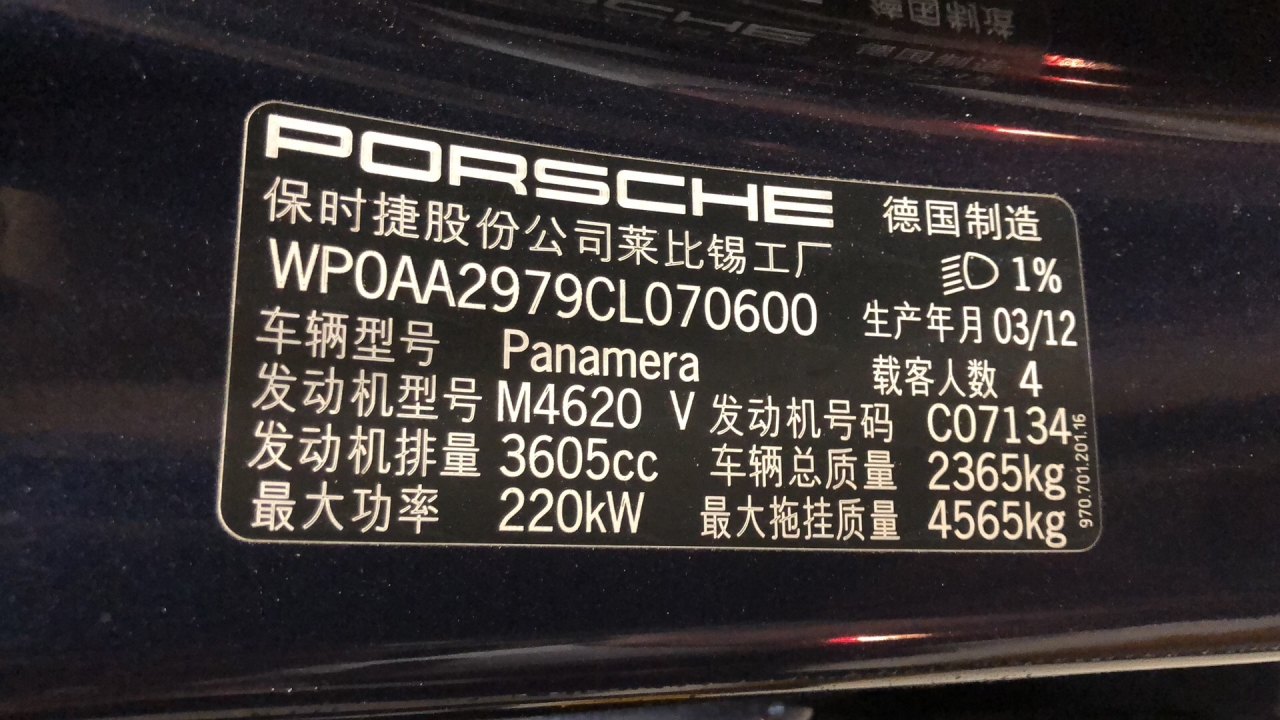 PORSCHE
保时捷股份公司莱比锡工厂 德国制造
WP0AA2979CL070600 1%
生产年月 03/12
车辆型号 Panamera 载客人数 4
发动机型号 M4620 V 发动机号码 C07134
发动机排量 3605cc 车辆总质量 2365kg
最大功率 220kW 最大拖挂质量 4565kg
970.701.201.16